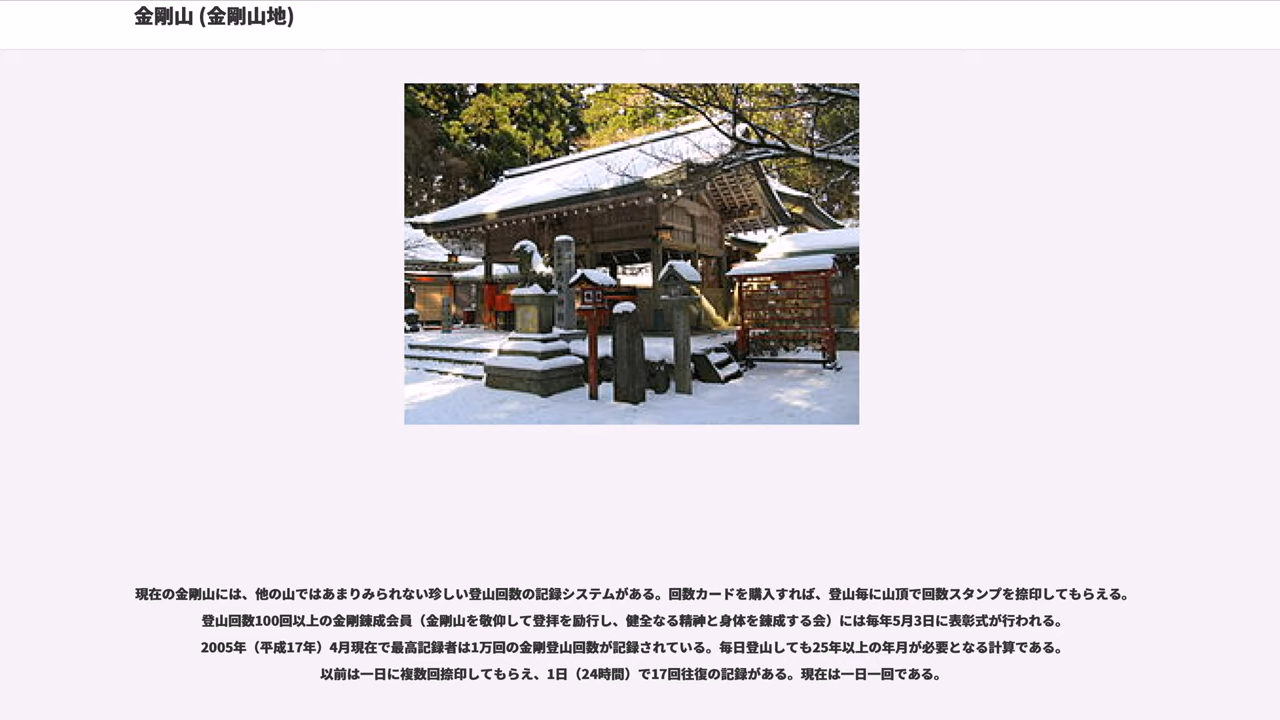 金剛山 (金剛山地)
現在の金剛山には、他の山ではあまりみられない珍しい登山回数の記録システムがある。回数カードを購入すれば、登山毎に山頂で回数スタンプを捺印してもらえる。
登山回数100回以上の金剛錬成会員（金剛山を敬仰して登拝を励行し、健全なる精神と身体を錬成する会）には毎年5月3日に表彰式が行われる。
2005年（平成17年）4月現在で最高記録者は1万回の金剛登山回数が記録されている。毎日登山しても25年以上の年月が必要となる計算である。
以前は一日に複数回捺印してもらえ、1日（24時間）で17回往復の記録がある。現在は一日一回である。